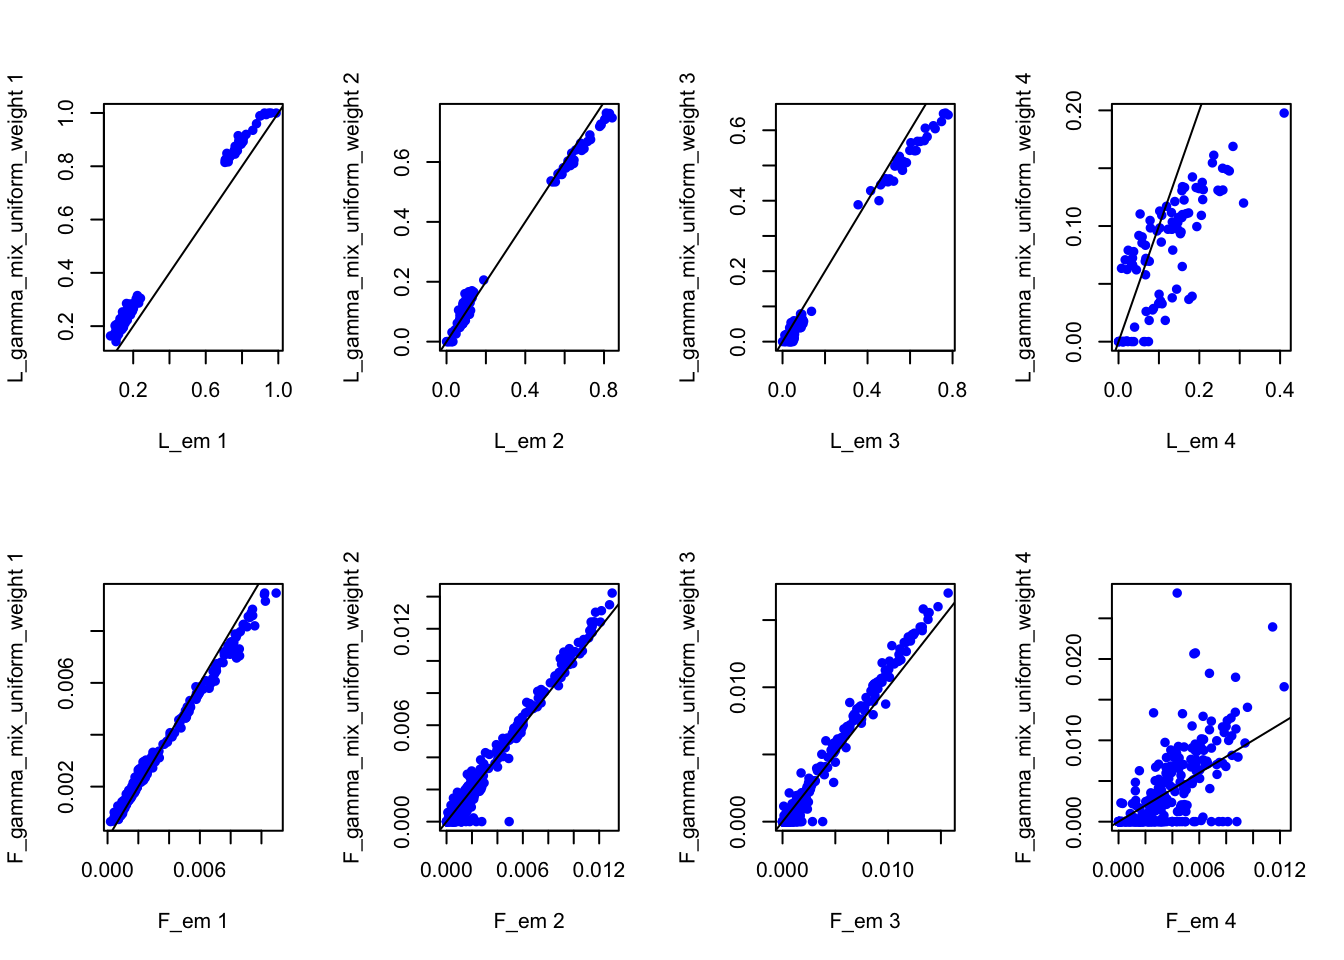 L_gamma_mix_uniform_weight 1
0.2 0.4 0.6 0.8 1.0
0.2 0.6 1.0
L_em 1
L_gamma_mix_uniform_weight 2
0.0 0.2 0.4 0.6
0.0 0.4 0.8
L_em 2
L_gamma_mix_uniform_weight 3
0.0 0.2 0.4 0.6
0.0 0.4 0.8
L_em 3
L_gamma_mix_uniform_weight 4
0.00 0.10 0.20
0.0 0.2 0.4
L_em 4
F_gamma_mix_uniform_weight 1
0.002 0.006
0.000 0.006
F_em 1
F_gamma_mix_uniform_weight 2
0.000 0.006 0.012
0.000 0.006 0.012
F_em 2
F_gamma_mix_uniform_weight 3
0.000 0.010
0.000 0.010
F_em 3
F_gamma_mix_uniform_weight 4
0.000 0.010 0.020
0.000 0.006 0.012
F_em 4